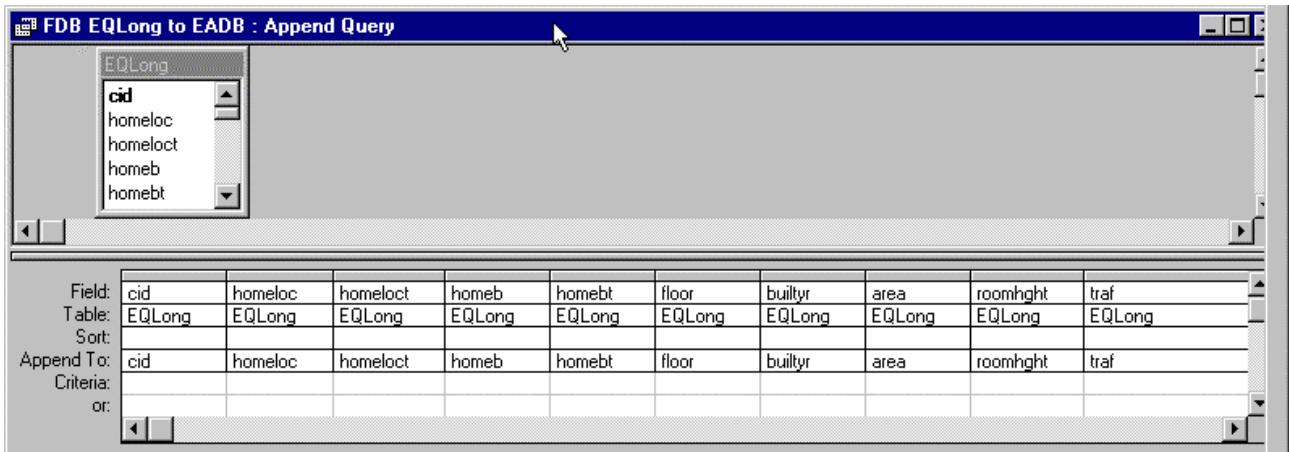 FDB EQLong to EADB : Append Query
EQLong
cid
homeloc
homeloct
homeb
homebt
Field: cid homeloc homeloct homeb homebt floor builtyr area roomhght traf
Table: EQLong EQLong EQLong EQLong EQLong EQLong EQLong EQLong EQLong EQLong
Sort:
Append To: cid homeloc homeloct homeb homebt floor builtyr area roomhght traf
Criteria:
or: